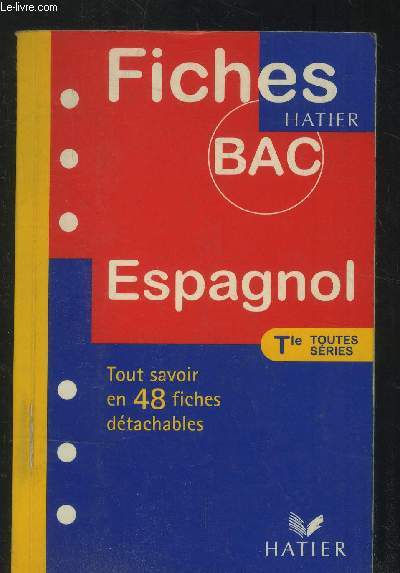 Le-livre.com
Fiches
HATIER
BAC
Espagnol
Tle TOUTES
SÉRIES
Tout savoir
en 48 fiches
détachables
HATIER